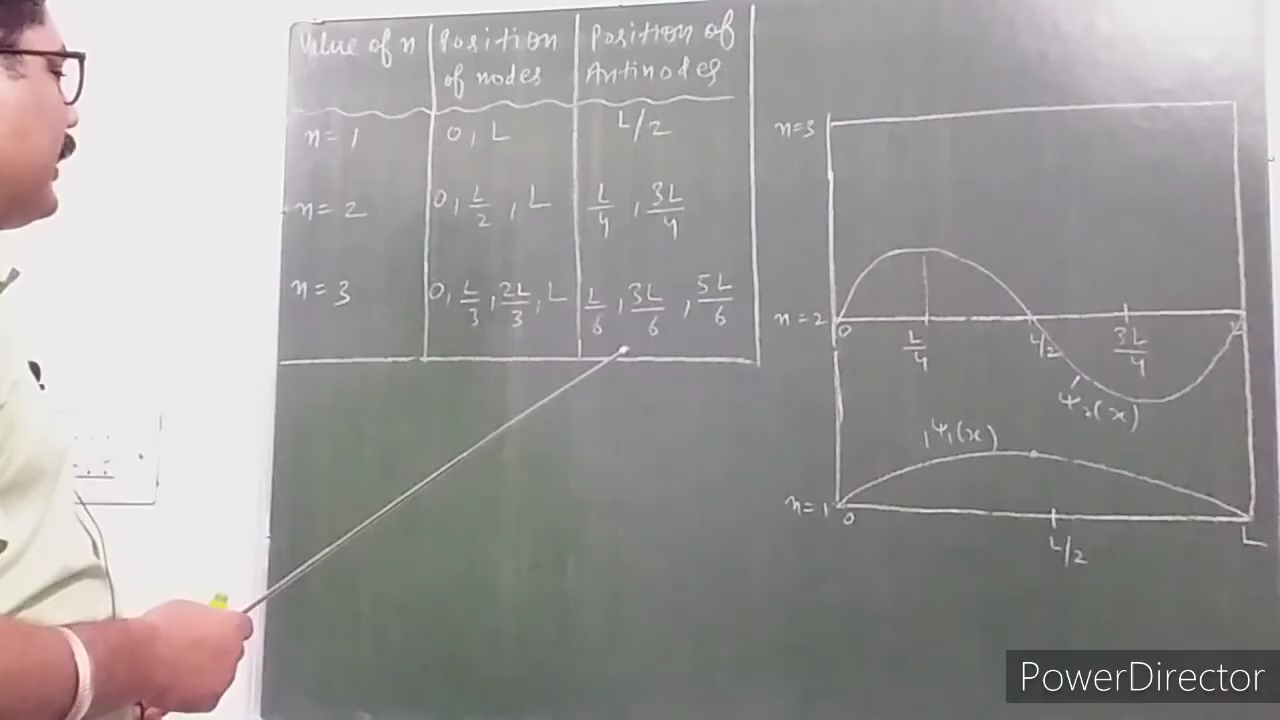 Value of n | Position of nodes | Position of Antinodes
n = 1 | 0, L | L/2
n = 2 | 0, L/2, L | L/4, 3L/4
n = 3 | 0, L/3, 2L/3, L | L/6, 3L/6, 5L/6
n=3
n=2
0
L/4
L/2
3L/4
L
ψ₂(x)
ψ₁(x)
n=1
0
L/2
L
PowerDirector